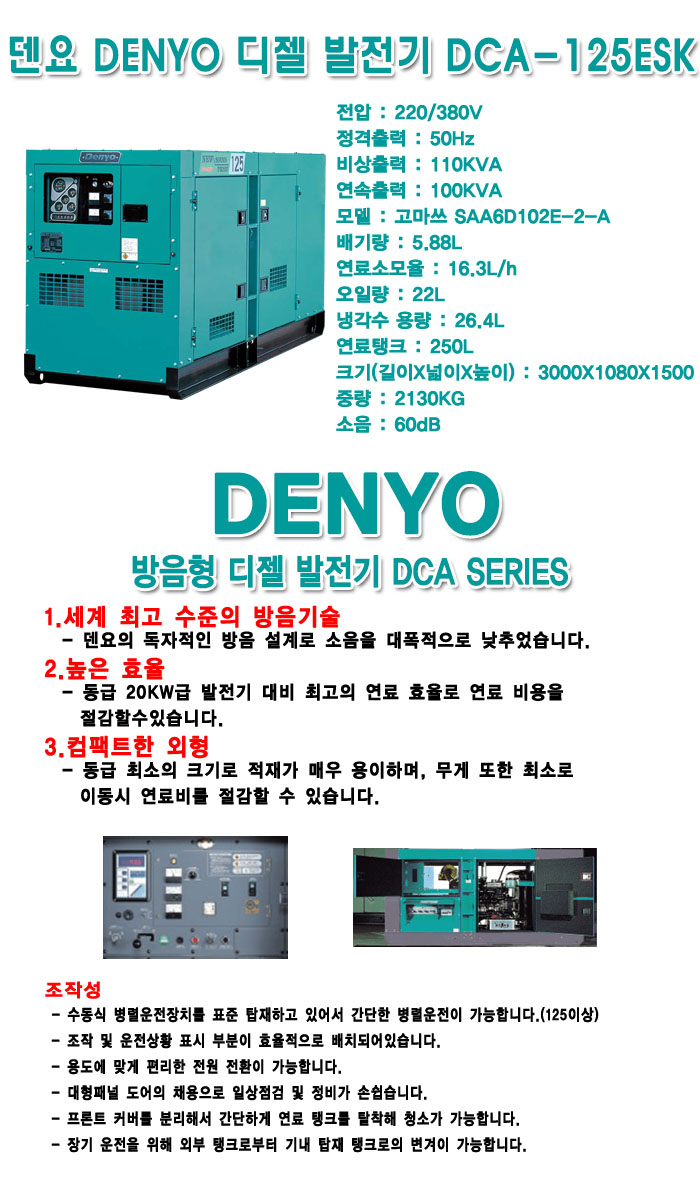 덴요 DENYO 디젤 발전기 DCA-125ESK
Denyo
125
전압 : 220/380V
정격출력 : 50Hz
비상출력 : 110KVA
연속출력 : 100KVA
모델 : 고마쓰 SAA6D102E-2-A
배기량 : 5.88L
연료소모율 : 16.3L/h
오일량 : 22L
냉각수 용량 : 26.4L
연료탱크 : 250L
크기(길이X넓이X높이) : 3000X1080X1500
중량 : 2130KG
소음 : 60dB
DENYO
방음형 디젤 발전기 DCA SERIES
1.세계 최고 수준의 방음기술
- 덴요의 독자적인 방음 설계로 소음을 대폭적으로 낮추었습니다.
2.높은 효율
- 동급 20KW급 발전기 대비 최고의 연료 효율로 연료 비용을
절감할수있습니다.
3.컴팩트한 외형
- 동급 최소의 크기로 적재가 매우 용이하며, 무게 또한 최소로
이동시 연료비를 절감할 수 있습니다.
조작성
- 수동식 병렬운전장치를 표준 탑재하고 있어서 간단한 병렬운전이 가능합니다.(125이상)
- 조작 및 운전상황 표시 부분이 효율적으로 배치되어있습니다.
- 용도에 맞게 편리한 전원 전환이 가능합니다.
- 대형패널 도어의 채용으로 일상점검 및 정비가 손쉽습니다.
- 프론트 커버를 분리해서 간단하게 연료 탱크를 탈착해 청소가 가능합니다.
- 장기 운전을 위해 외부 탱크로부터 기내 탑재 탱크로의 변겨이 가능합니다.